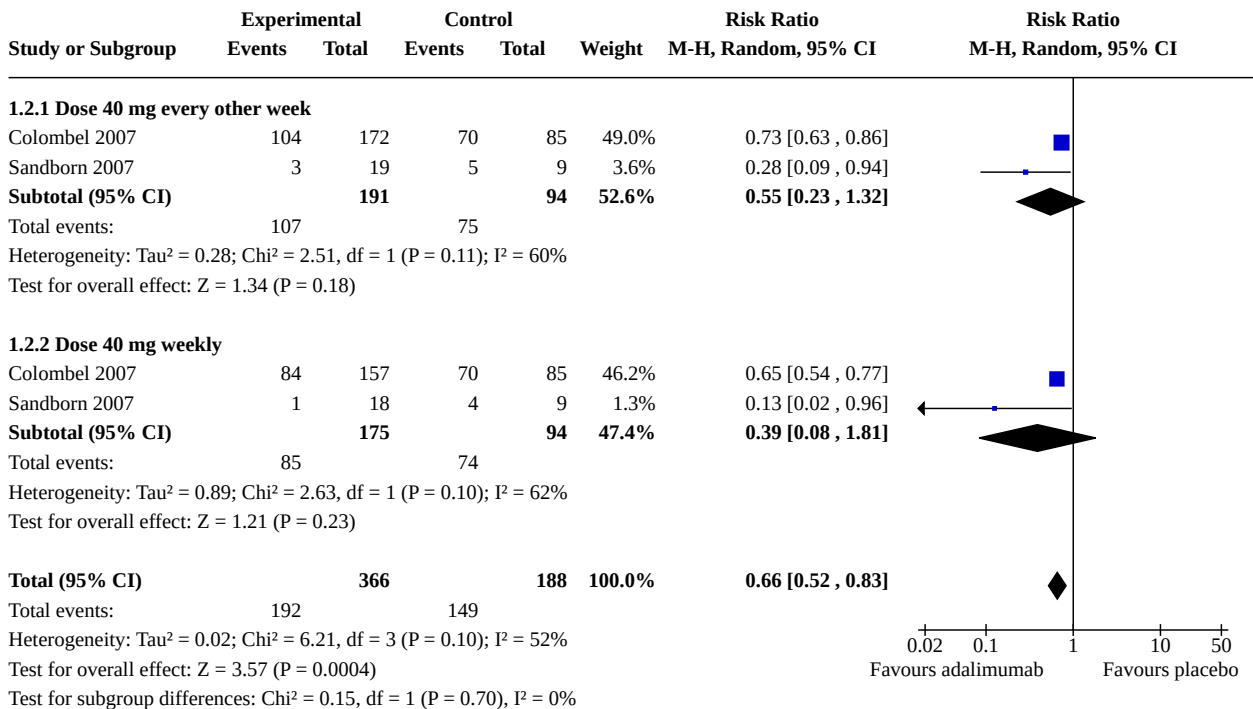 Experimental Control Risk Ratio Risk Ratio
Study or Subgroup Events Total Events Total Weight M-H, Random, 95% CI M-H, Random, 95% CI
1.2.1 Dose 40 mg every other week
Colombel 2007 104 172 70 85 49.0% 0.73 [0.63 , 0.86]
Sandborn 2007 3 19 5 9 3.6% 0.28 [0.09 , 0.94]
Subtotal (95% CI) 191 94 52.6% 0.55 [0.23 , 1.32]
Total events: 107 75
Heterogeneity: Tau² = 0.28; Chi² = 2.51, df = 1 (P = 0.11); I² = 60%
Test for overall effect: Z = 1.34 (P = 0.18)
1.2.2 Dose 40 mg weekly
Colombel 2007 84 157 70 85 46.2% 0.65 [0.54 , 0.77]
Sandborn 2007 1 18 4 9 1.3% 0.13 [0.02 , 0.96]
Subtotal (95% CI) 175 94 47.4% 0.39 [0.08 , 1.81]
Total events: 85 74
Heterogeneity: Tau² = 0.89; Chi² = 2.63, df = 1 (P = 0.10); I² = 62%
Test for overall effect: Z = 1.21 (P = 0.23)
Total (95% CI) 366 188 100.0% 0.66 [0.52 , 0.83]
Total events: 192 149
Heterogeneity: Tau² = 0.02; Chi² = 6.21, df = 3 (P = 0.10); I² = 52%
0.02 0.1 1 10 50
Test for overall effect: Z = 3.57 (P = 0.0004)
Favours adalimumab Favours placebo
Test for subgroup differences: Chi² = 0.15, df = 1 (P = 0.70), I² = 0%